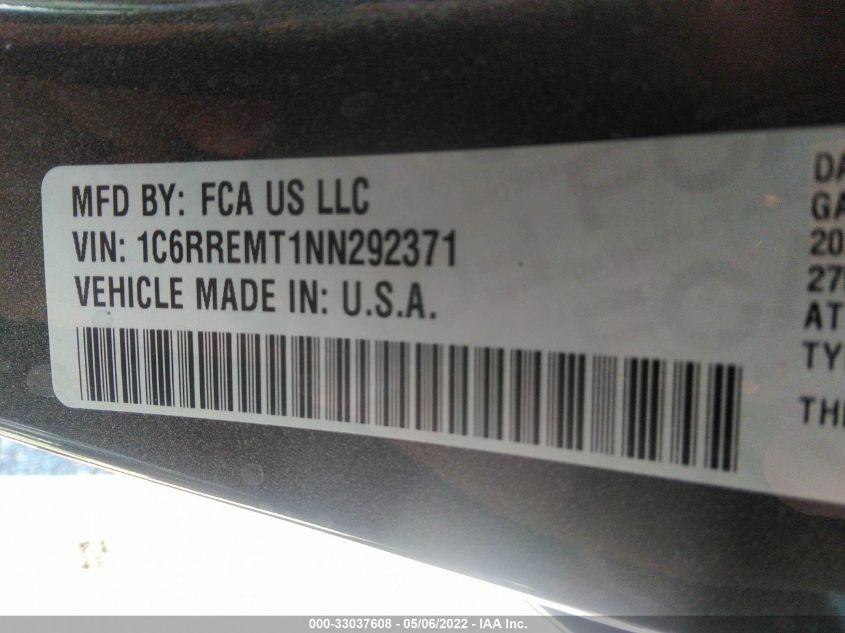 MFD BY: FCA US LLC
VIN: 1C6RREMT1NN292371
VEHICLE MADE IN: U.S.A.
000-33037608 - 05/06/2022 - IAA Inc.